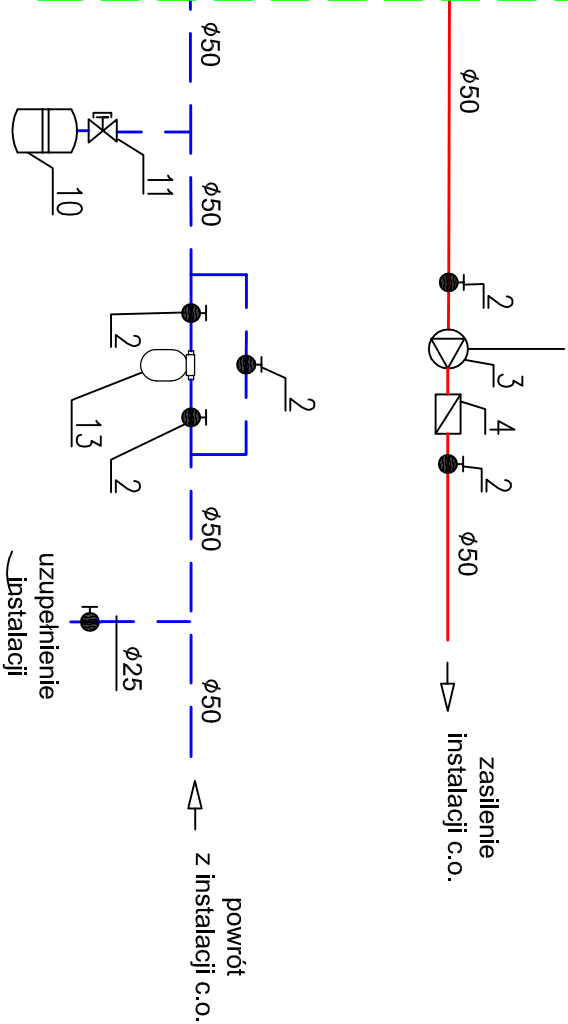 ϕ50
2
3
4
2
ϕ50
zasilenie
instalacji c.o.
ϕ50
11
10
ϕ50
2
2
13
2
ϕ50
ϕ25
ϕ50
uzupełnienie
instalacji
powrót
z instalacji c.o.